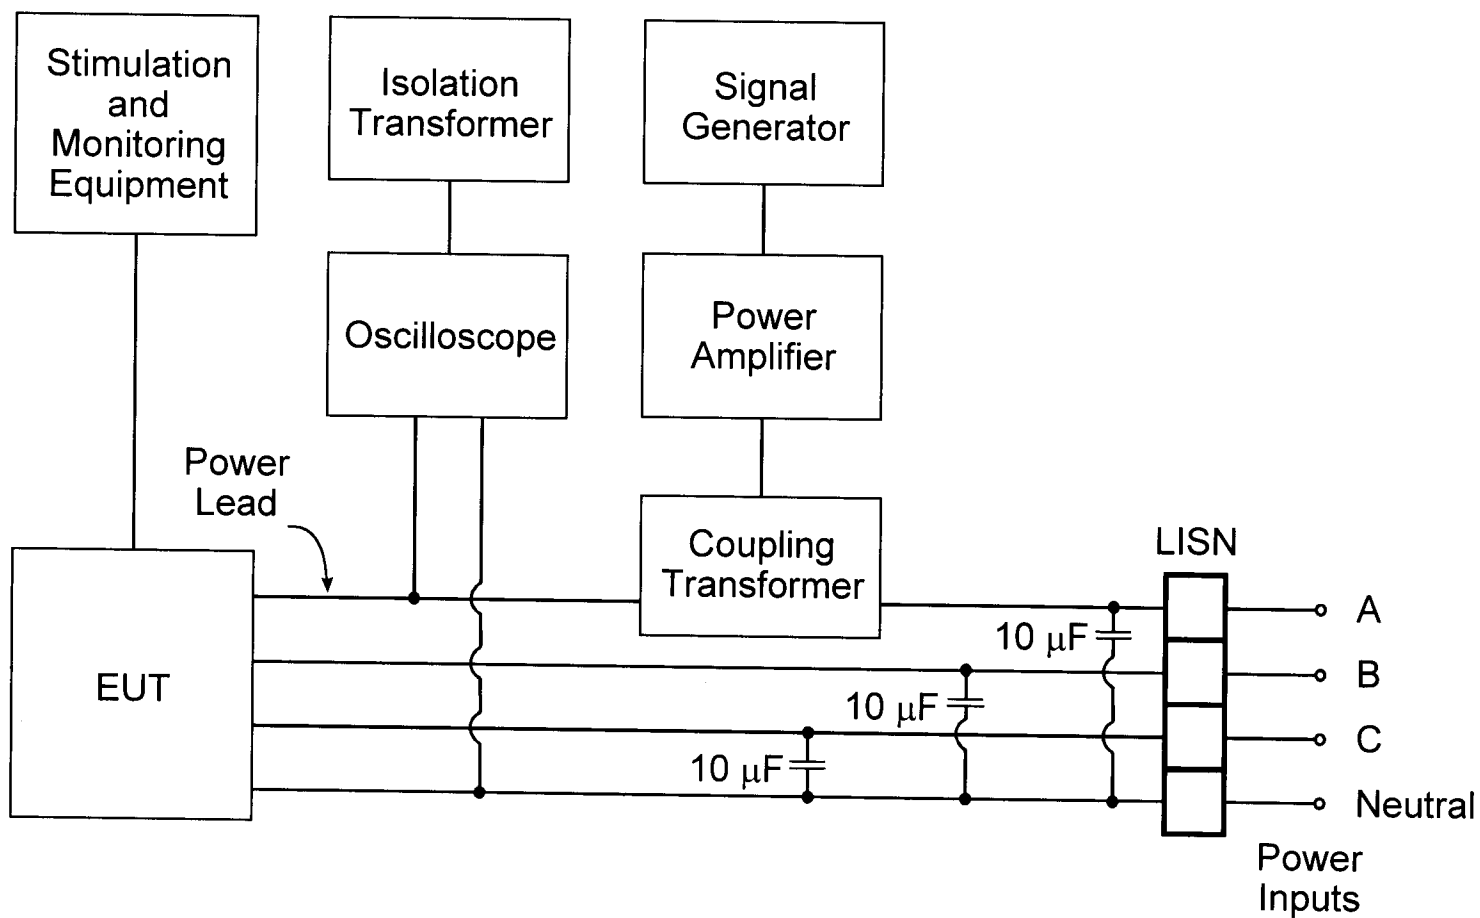 Stimulation
and
Monitoring
Equipment
Isolation
Transformer
Signal
Generator
Oscilloscope
Power
Amplifier
Power
Lead
Coupling
Transformer
LISN
EUT
10 μF
10 μF
10 μF
A
B
C
Neutral
Power
Inputs